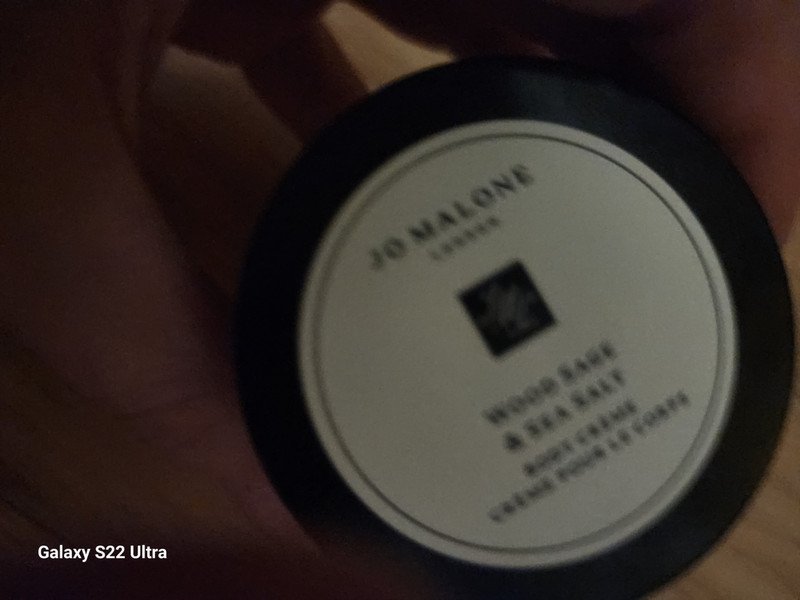 JO MALONE
LONDON
WOOD SAGE
& SEA SALT
BODY CRÈME
CRÈME POUR LE CORPS
Galaxy S22 Ultra